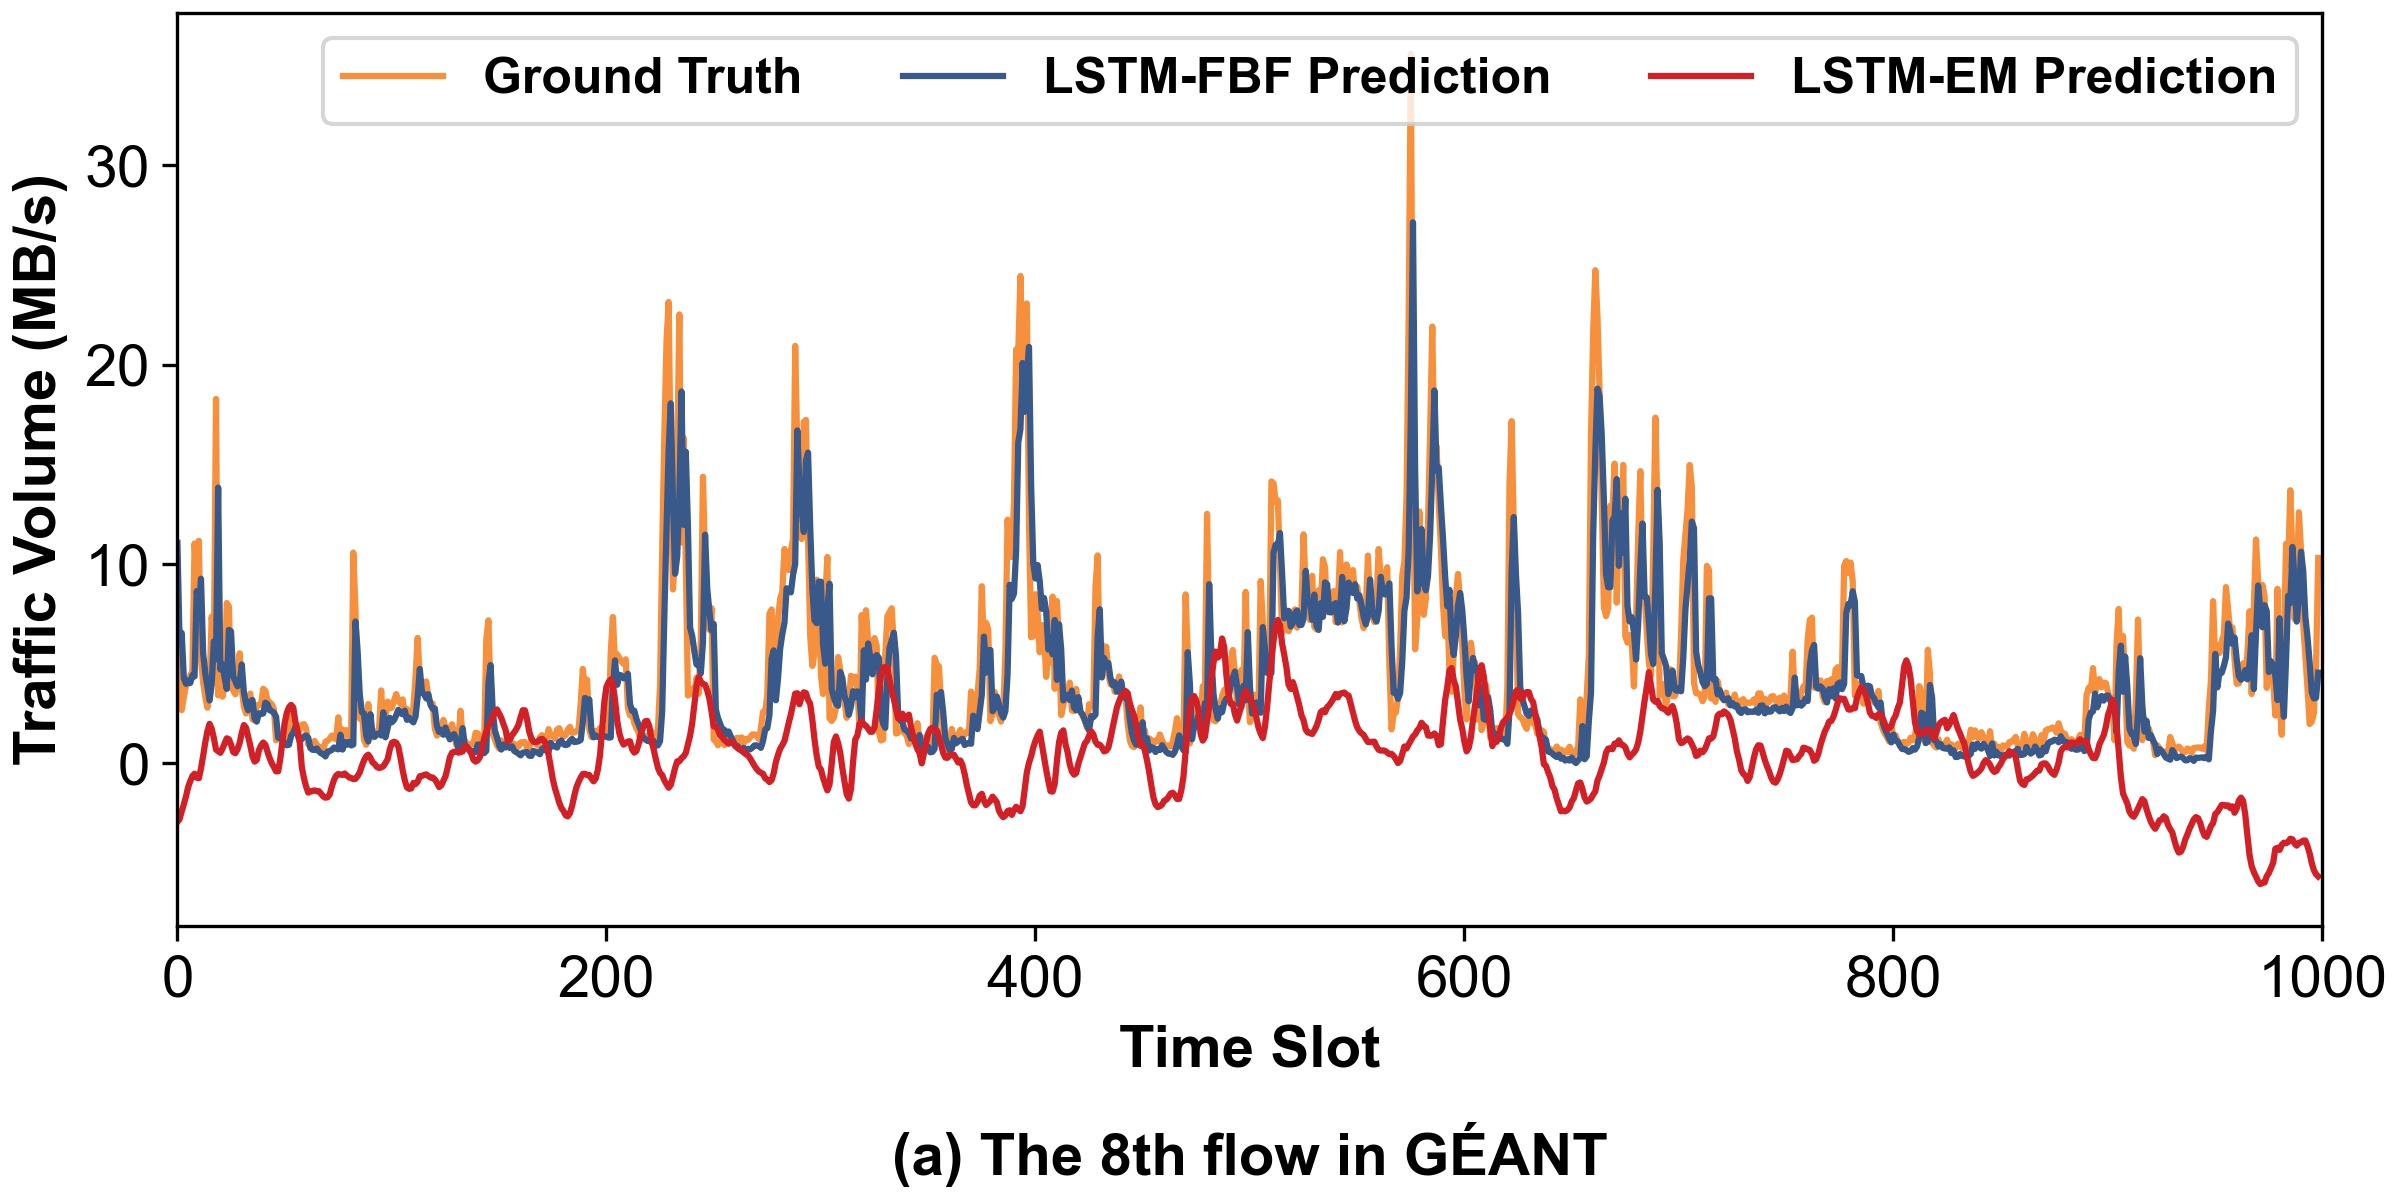 Ground Truth LSTM-FBF Prediction LSTM-EM Prediction
Traffic Volume (MB/s)
30
20
10
0
0 200 400 600 800 1000
Time Slot
(a) The 8th flow in GÉANT